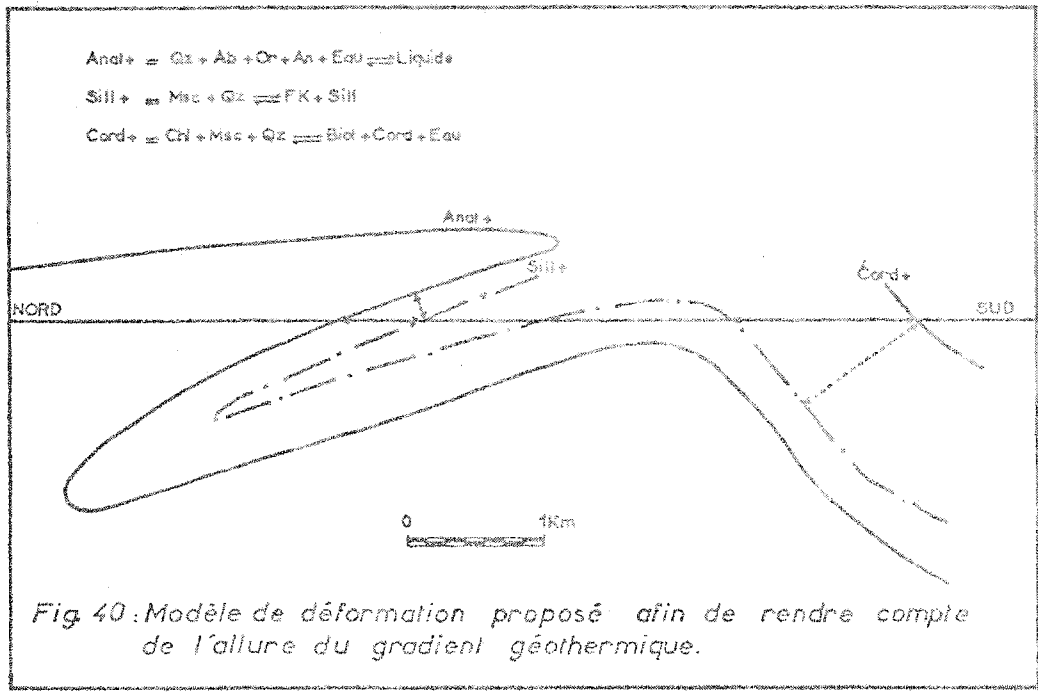 Anat+ = Qz + Ab + Or + An + Eau ⇌ Liquide
Sill+ = Msc + Qz ⇌ FK + Sill
Cord+ = Chl + Msc + Qz ⇌ Biot + Cord + Eau
Anat+
Sill+
Cord+
NORD
SUD
0 1Km
Fig. 40 : Modèle de déformation proposé afin de rendre compte
de l'allure du gradient géothermique.